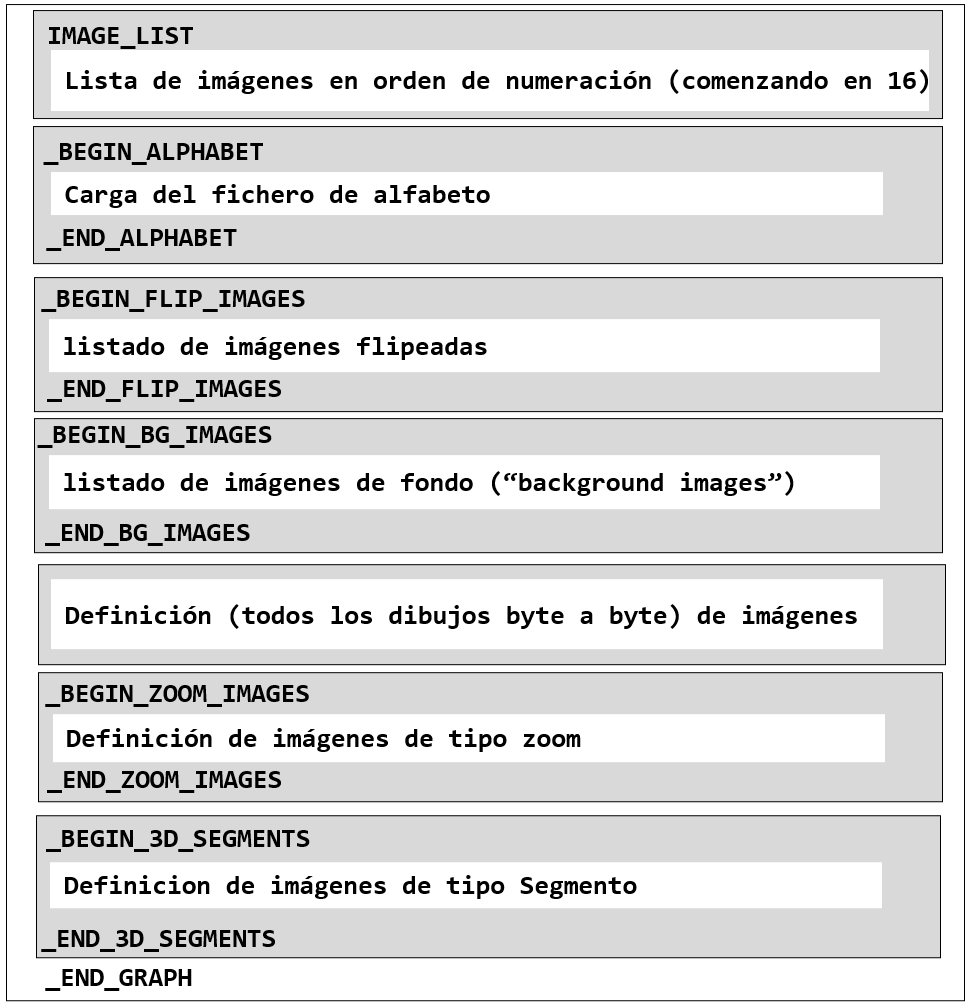 IMAGE_LIST
Lista de imágenes en orden de numeración (comenzando en 16)
_BEGIN_ALPHABET
Carga del fichero de alfabeto
_END_ALPHABET
_BEGIN_FLIP_IMAGES
listado de imágenes flipeadas
_END_FLIP_IMAGES
_BEGIN_BG_IMAGES
listado de imágenes de fondo (“background images”)
_END_BG_IMAGES
Definición (todos los dibujos byte a byte) de imágenes
_BEGIN_ZOOM_IMAGES
Definición de imágenes de tipo zoom
_END_ZOOM_IMAGES
_BEGIN_3D_SEGMENTS
Definicion de imágenes de tipo Segmento
_END_3D_SEGMENTS
_END_GRAPH